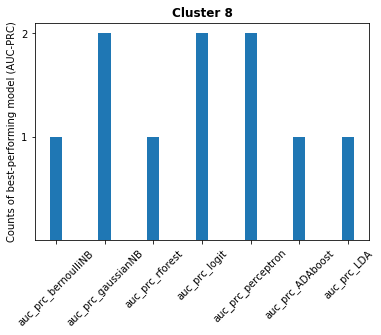 Cluster 8
Counts of best-performing model (AUC-PRC)
2
1
auc_prc_bernoulliNB
auc_prc_gaussianNB
auc_prc_rforest
auc_prc_logit
auc_prc_perceptron
auc_prc_ADAboost
auc_prc_LDA